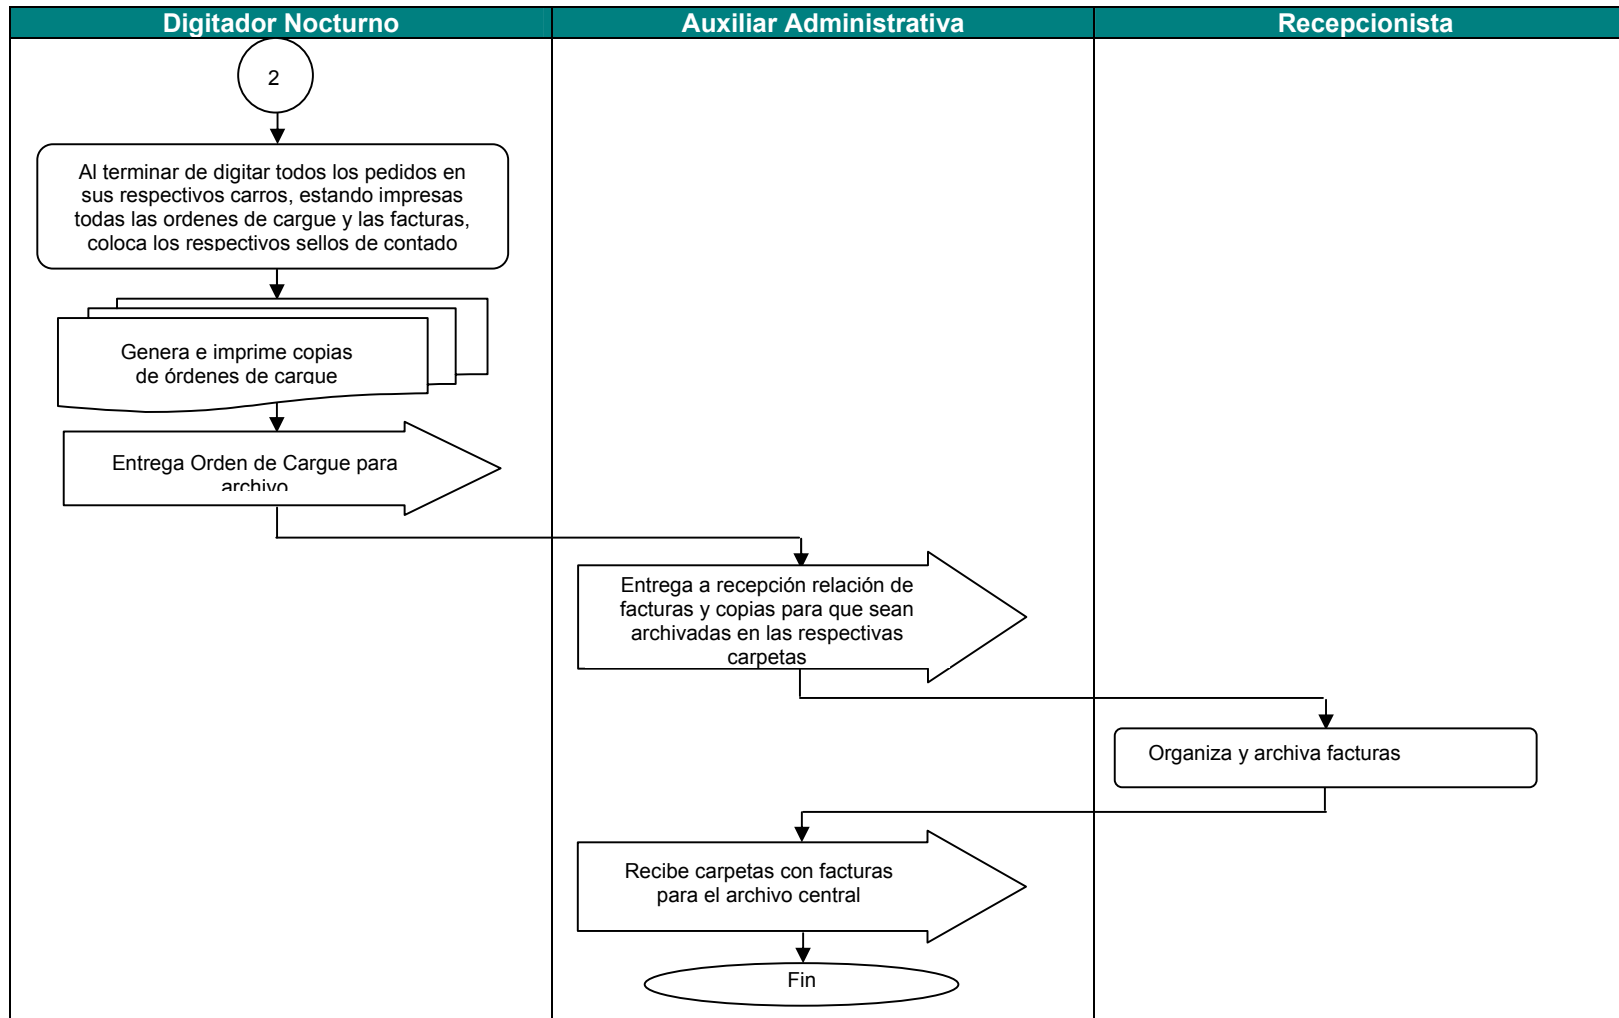 Digitador Nocturno
Auxiliar Administrativa
Recepcionista
2
Al terminar de digitar todos los pedidos en
sus respectivos carros, estando impresas
todas las ordenes de cargue y las facturas,
coloca los respectivos sellos de contado
Genera e imprime copias
de órdenes de cargue
Entrega Orden de Cargue para
archivo
Entrega a recepción relación de
facturas y copias para que sean
archivadas en las respectivas
carpetas
Organiza y archiva facturas
Recibe carpetas con facturas
para el archivo central
Fin